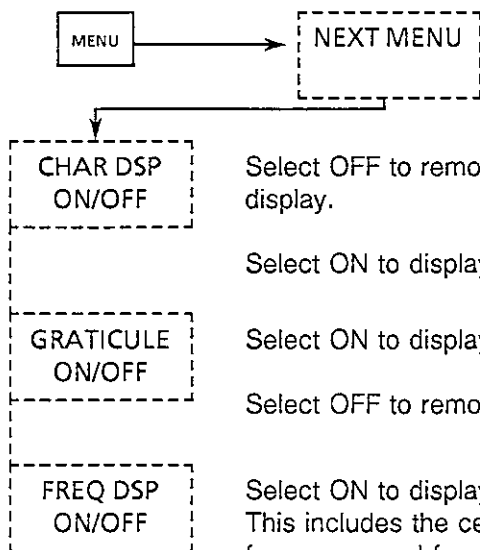 MENU
NEXT MENU
CHAR DSP
ON/OFF
Select OFF to remo
display.
Select ON to display
GRATICULE
ON/OFF
Select ON to display
Select OFF to remo
FREQ DSP
ON/OFF
Select ON to display
This includes the ce